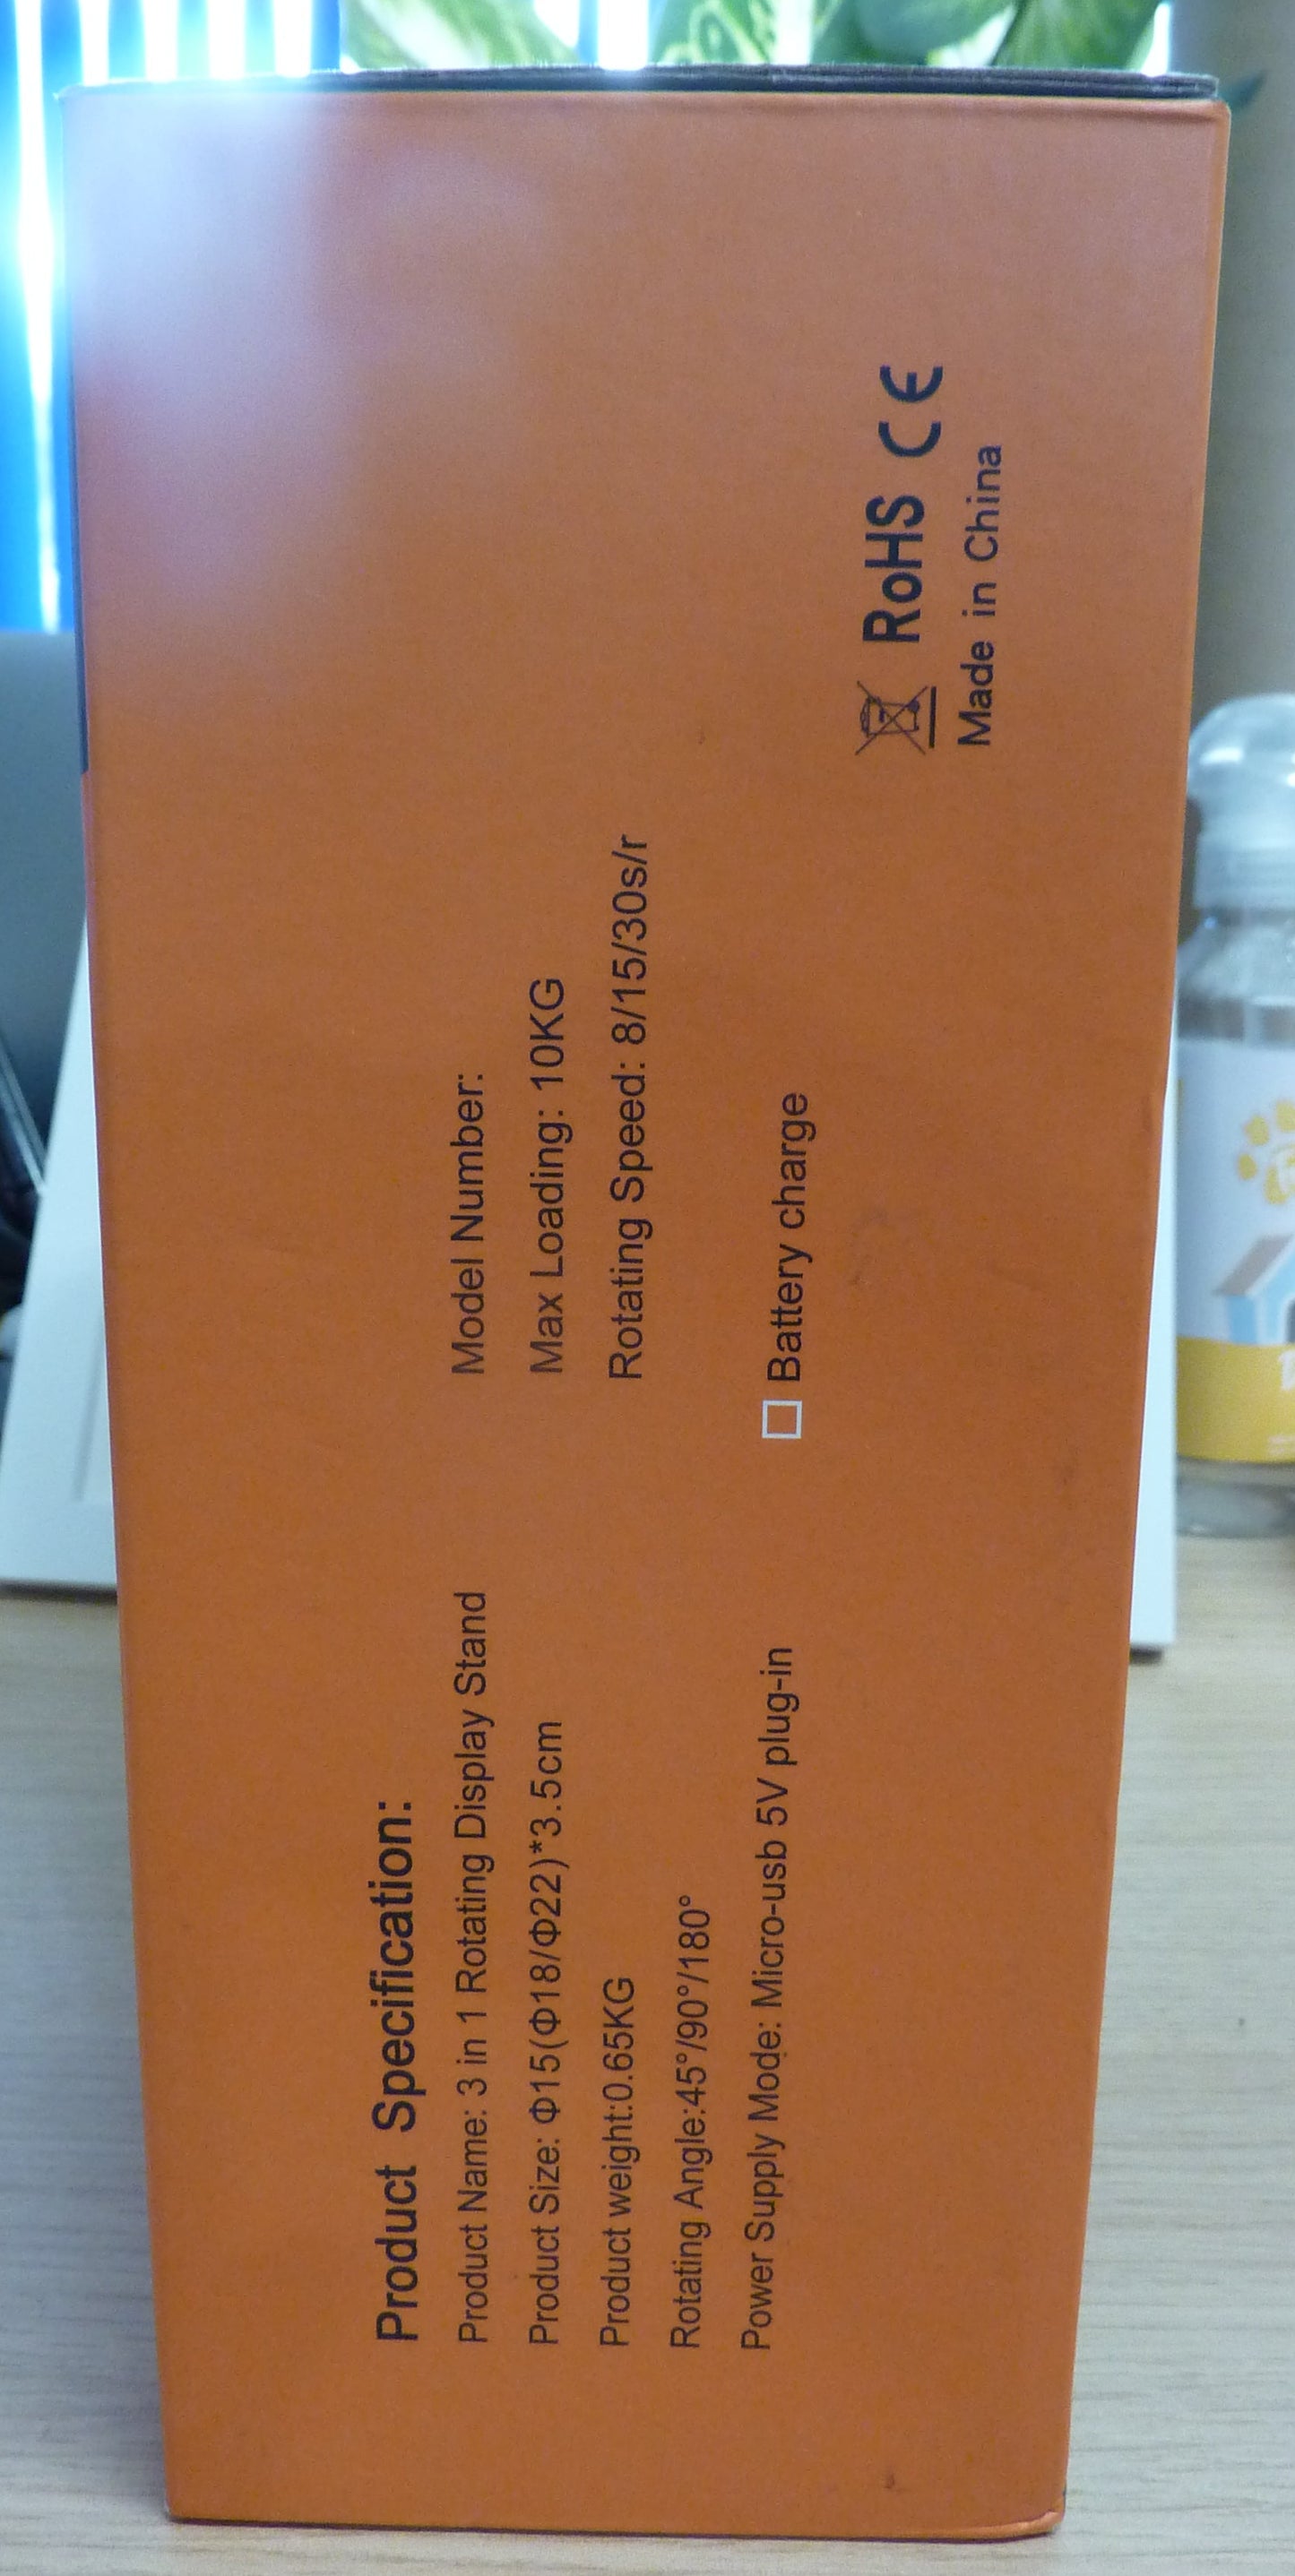 Product Specification:
Product Name: 3 in 1 Rotating Display Stand
Product Size: Φ15(Φ18/Φ22)*3.5cm
Product weight:0.65KG
Rotating Angle:45°/90°/180°
Power Supply Mode: Micro-usb 5V plug-in
Model Number:
Max Loading: 10KG
Rotating Speed: 8/15/30s/r
Battery charge
RoHS CE
Made in China